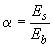 α = E_s / E_b